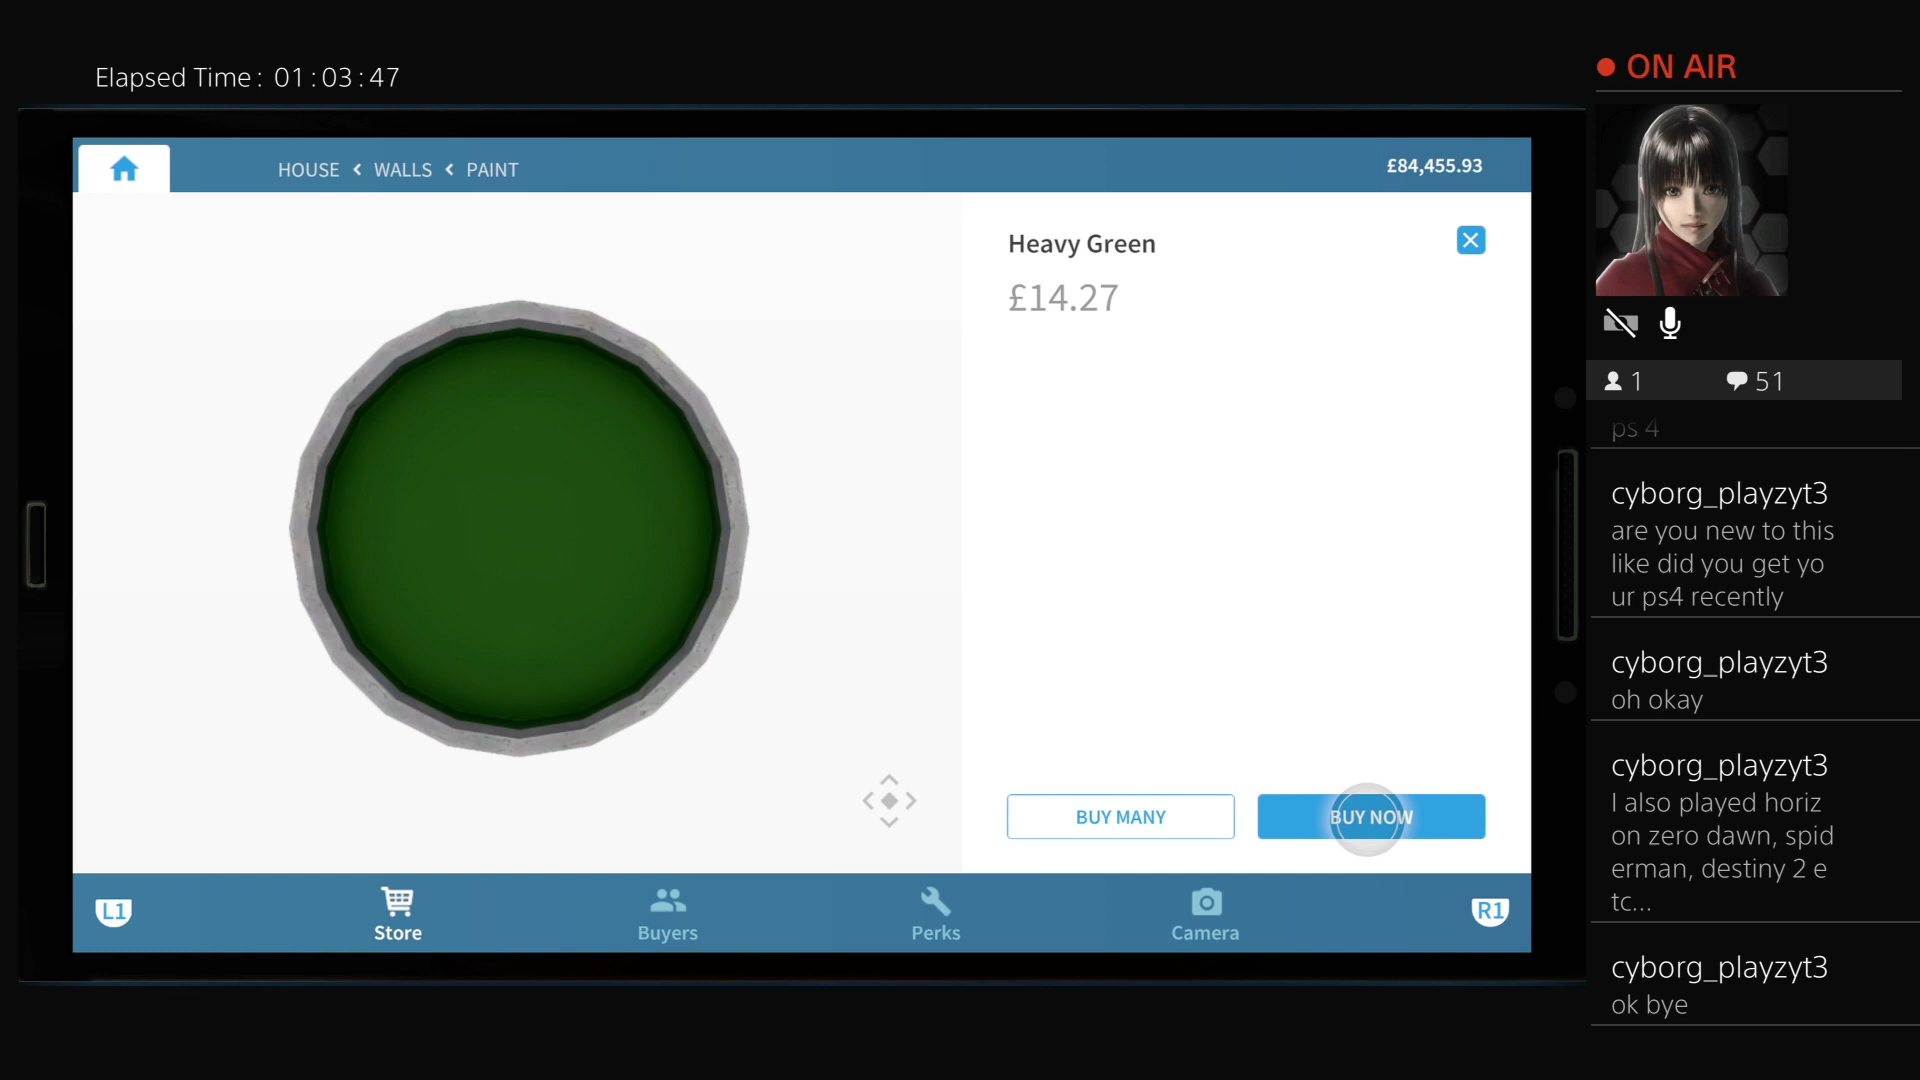 Elapsed Time : 01 : 03 : 47
ON AIR
HOUSE < WALLS < PAINT
£84,455.93
Heavy Green
£14.27
BUY MANY
BUY NOW
L1
Store
Buyers
Perks
Camera
R1
1
51
ps 4
cyborg_playzyt3
are you new to this
like did you get yo
ur ps4 recently
cyborg_playzyt3
oh okay
cyborg_playzyt3
I also played horiz
on zero dawn, spid
erman, destiny 2 e
tc...
cyborg_playzyt3
ok bye